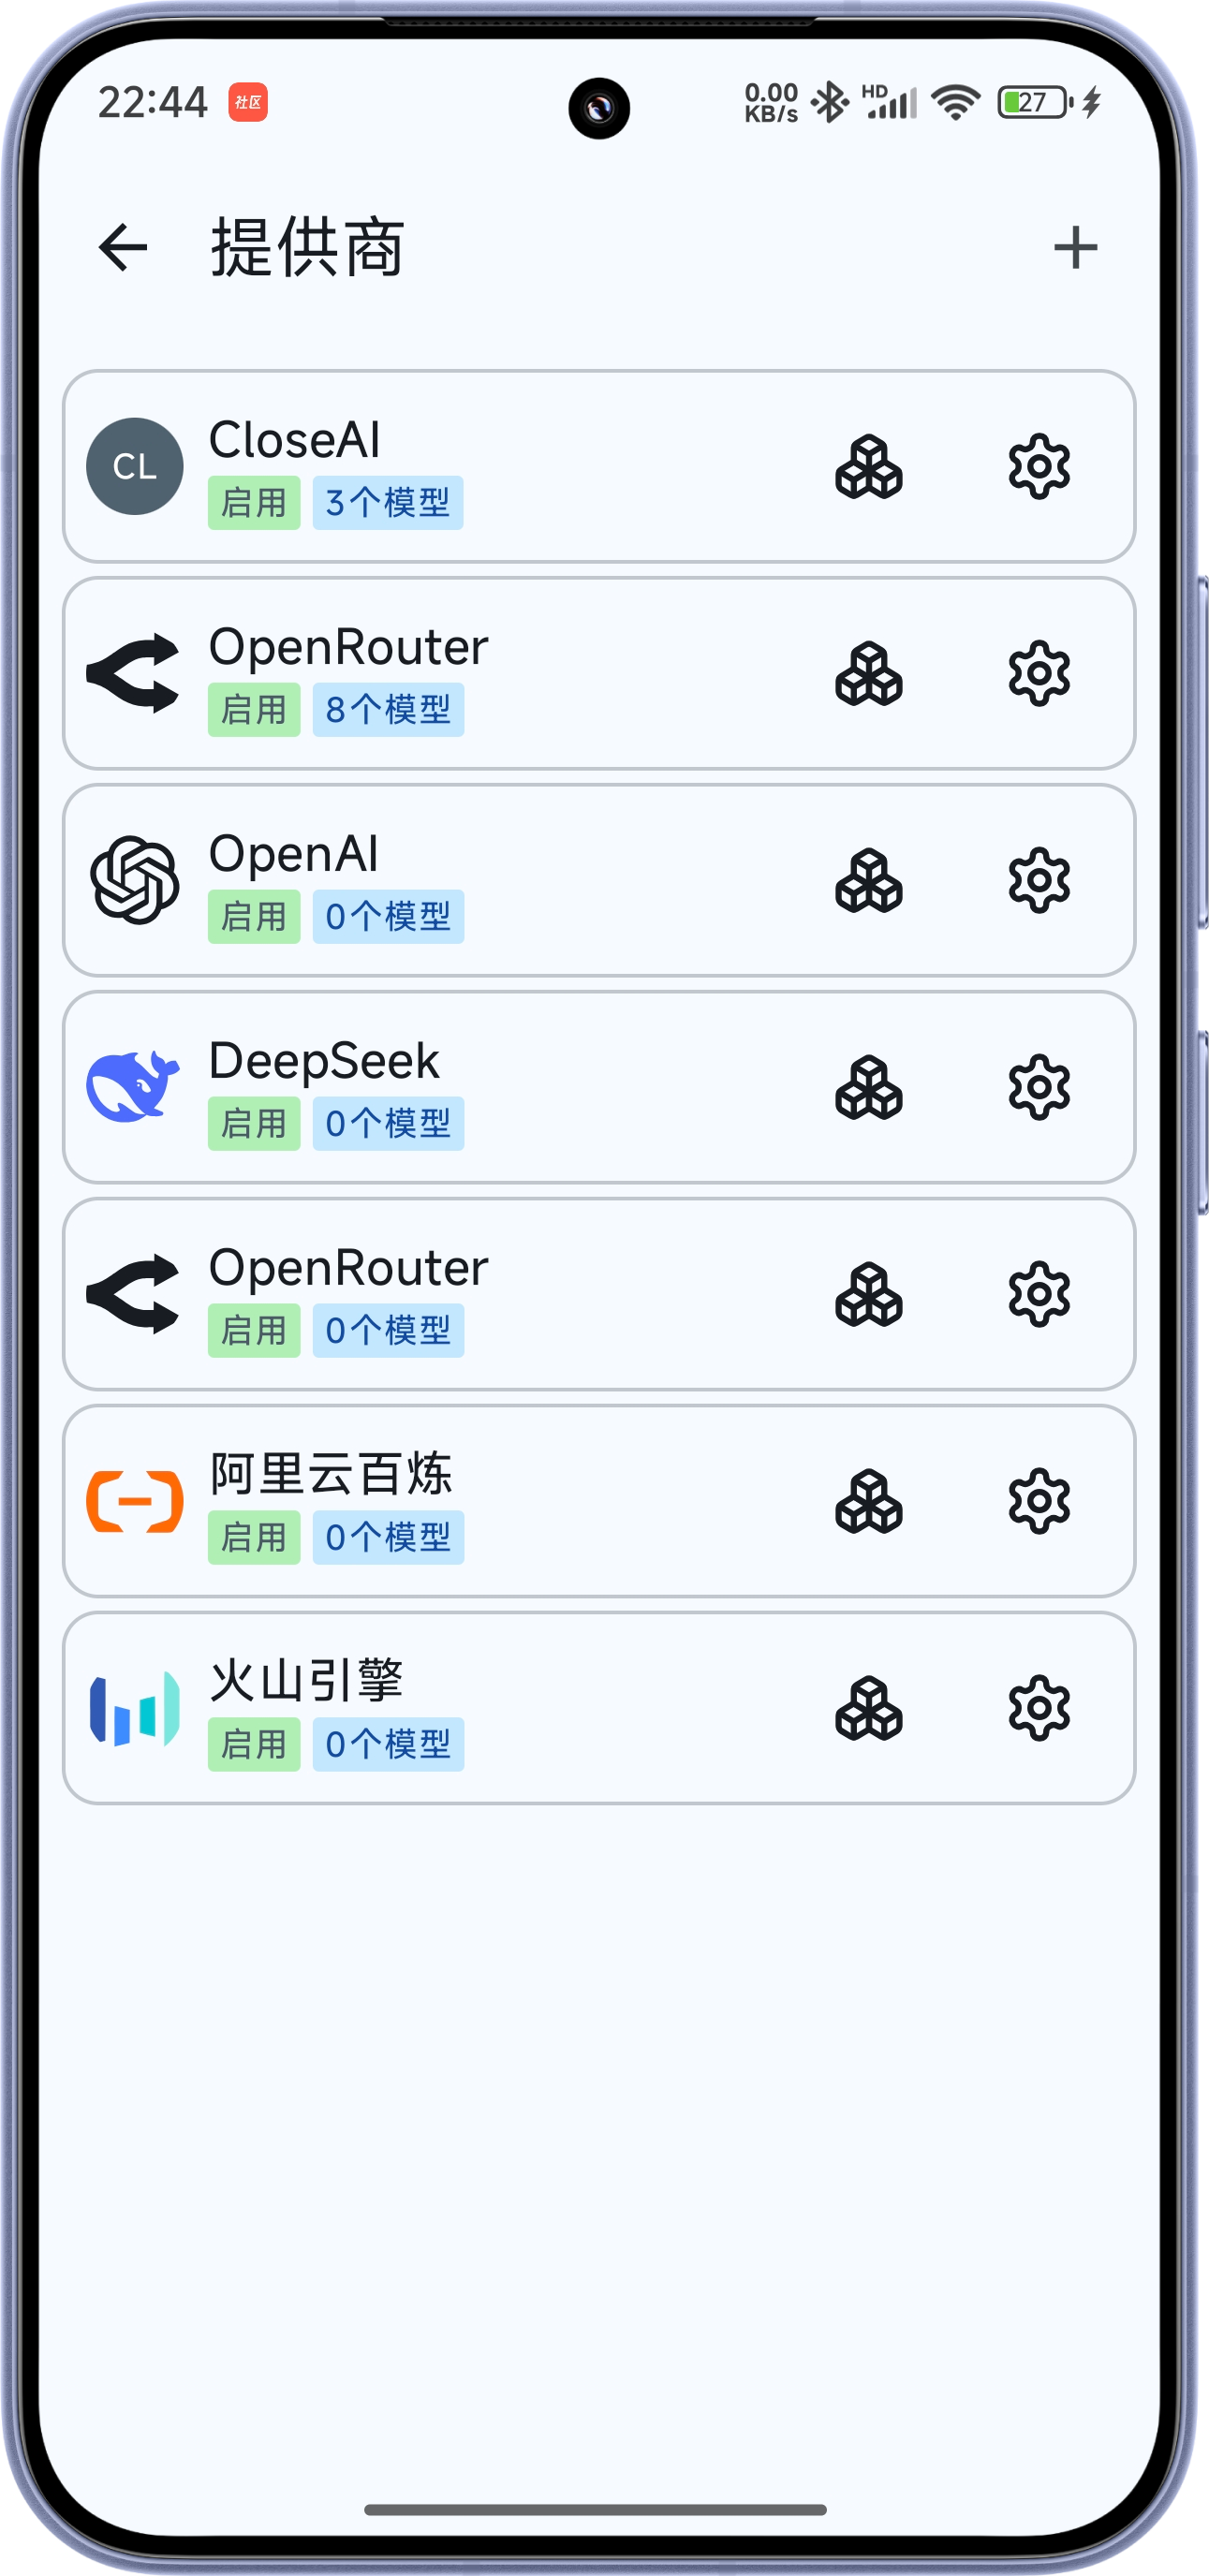 22:44 社区 0.00 KB/s HD 27
提供商
CL CloseAI
启用 3个模型
OpenRouter
启用 8个模型
OpenAI
启用 0个模型
DeepSeek
启用 0个模型
OpenRouter
启用 0个模型
阿里云百炼
启用 0个模型
火山引擎
启用 0个模型